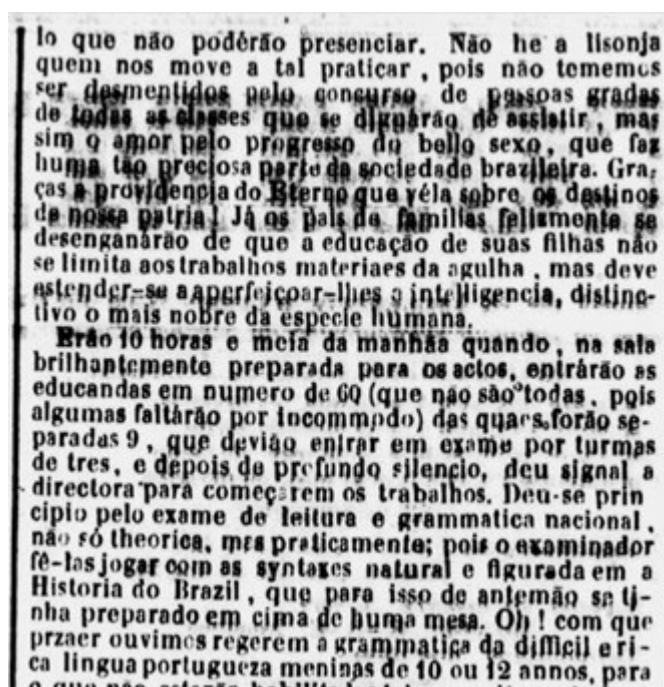 lo que não podérão presenciar. Não he a lisonja
quem nos move a tal praticar, pois não tememos
ser desmentidos pelo concurso de pessoas gradas
de todas as classes que se dignárão de assistir, mas
sim o amor pelo progresso do bello sexo, que faz
huma tão preciosa parte da sociedade brazileira. Gra-
ças a providencia do Eterno que véla sobre os destinos
de nossa patria! Já os pais de familias felizmente se
desenganárão de que a educação de suas filhas não
se limita aos trabalhos materiaes da agulha, mas deve
estender-se a aperfeiçoar-lhes a intelligencia, distinc-
tivo o mais nobre da especie humana.
Erão 10 horas e meia da manhãa quando, na sala
brilhantemente preparada para os actos, entrárão as
educandas em numero de 60 (que não são todas, pois
algumas faltárão por incommodo) das quaes forão se-
paradas 9, que devião entrar em exame por turmas
de tres, e depois de profundo silencio, deu signal a
directora para começarem os trabalhos. Deu-se prin
cipio pelo exame de leitura e grammatica nacional,
não só theorica, mas praticamente; pois o examinador
fê-las jogar com as syntaxes natural e figurada em a
Historia do Brazil, que para isso de antemão se ti-
nha preparado em cima de huma mesa. Oh! com que
przaer ouvimos regerem a grammatica da difficil e ri-
ca lingua portugueza meninas de 10 ou 12 annos, para
o que não